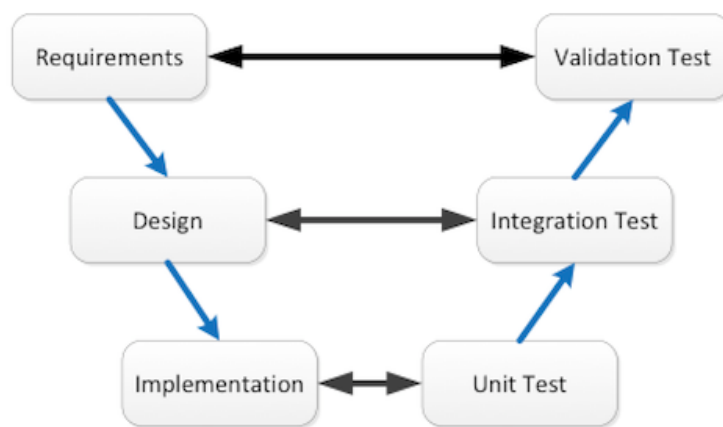 Requirements
Validation Test
Design
Integration Test
Implementation
Unit Test